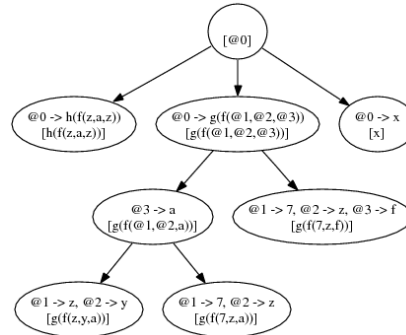 [@0]
@0 -> h(f(z,a,z))
[h(f(z,a,z))]
@0 -> g(f(@1,@2,@3))
[g(f(@1,@2,@3))]
@0 -> x
[x]
@3 -> a
[g(f(@1,@2,a))]
@1 -> 7, @2 -> z, @3 -> f
[g(f(7,z,f))]
@1 -> z, @2 -> y
[g(f(z,y,a))]
@1 -> 7, @2 -> z
[g(f(7,z,a))]